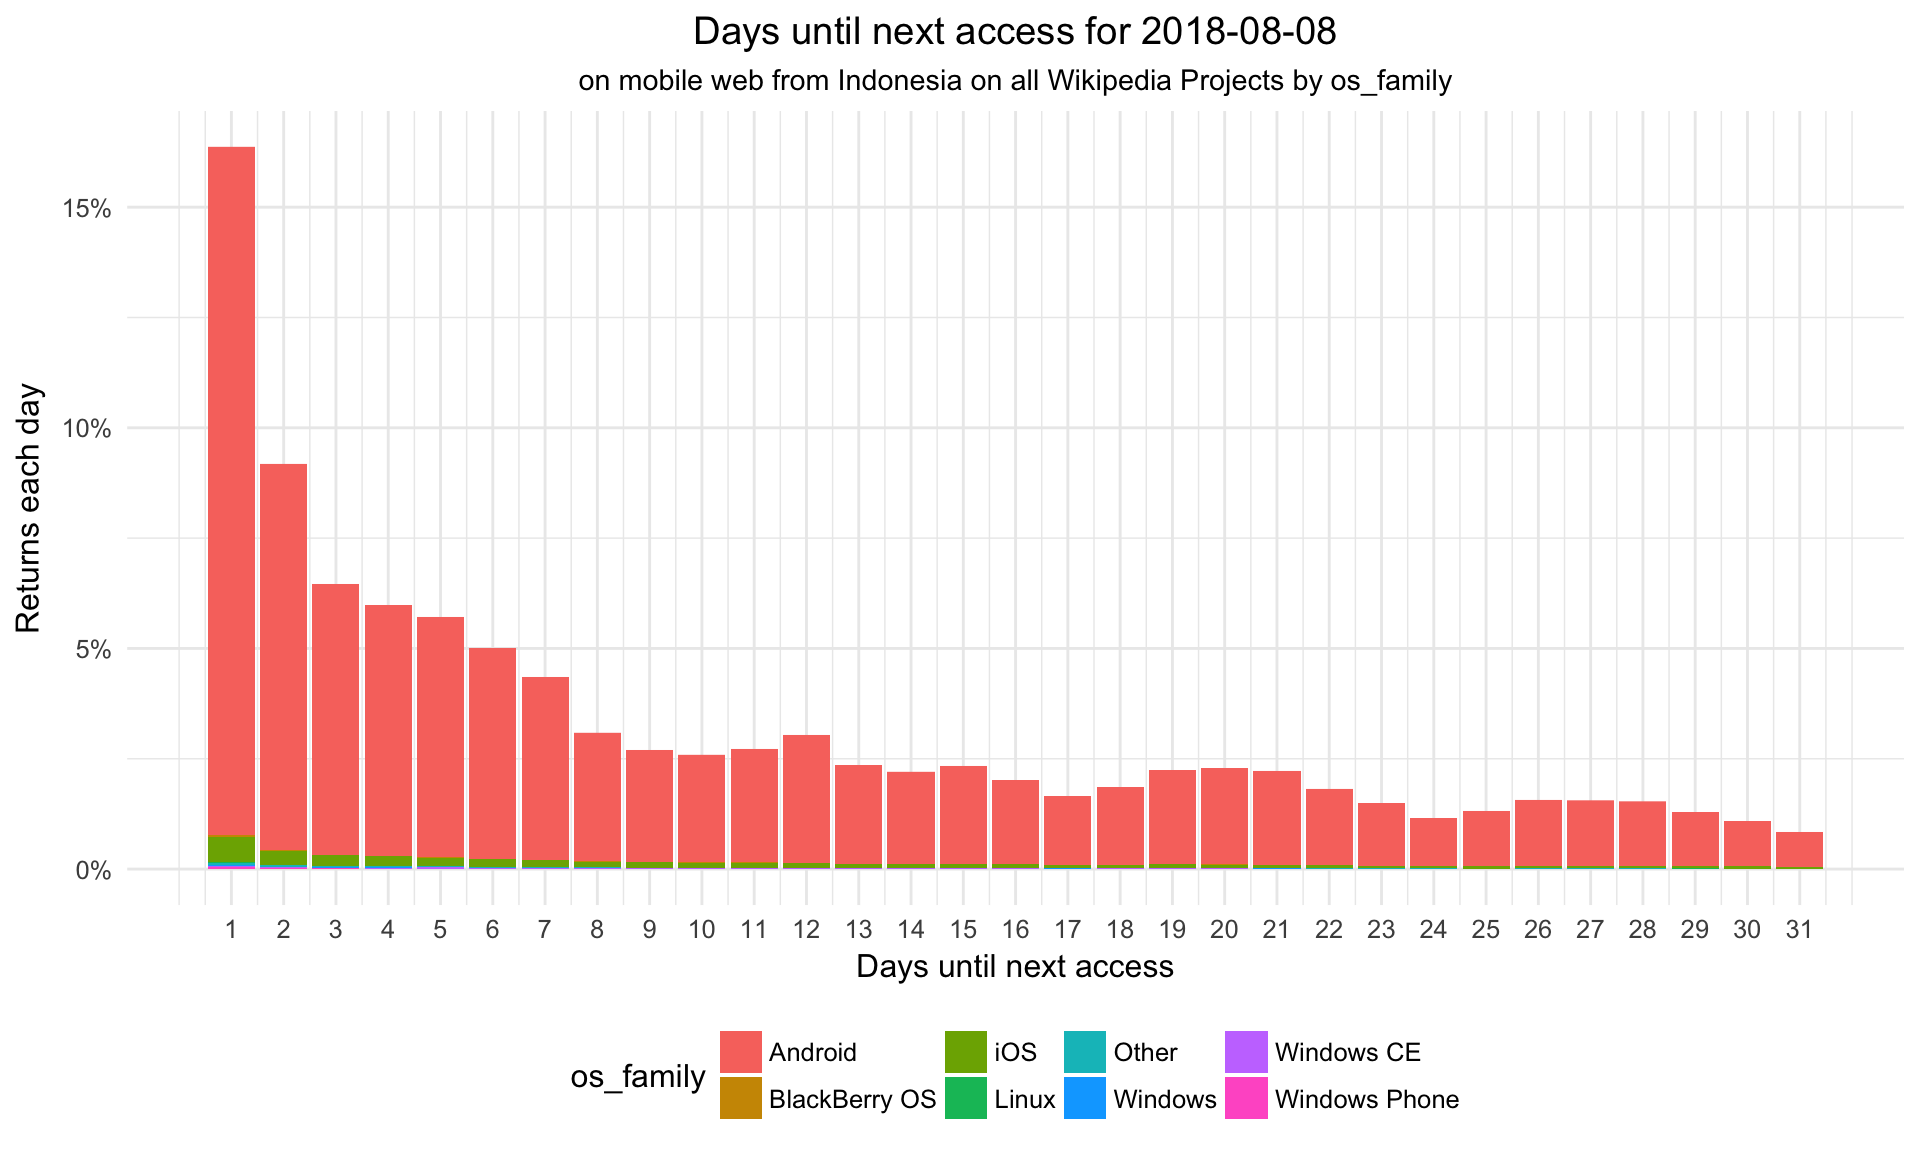 Days until next access for 2018-08-08
on mobile web from Indonesia on all Wikipedia Projects by os_family
Returns each day
15%
10%
5%
0%
1 2 3 4 5 6 7 8 9 10 11 12 13 14 15 16 17 18 19 20 21 22 23 24 25 26 27 28 29 30 31
Days until next access
os_family
Android iOS Other Windows CE
BlackBerry OS Linux Windows Windows Phone